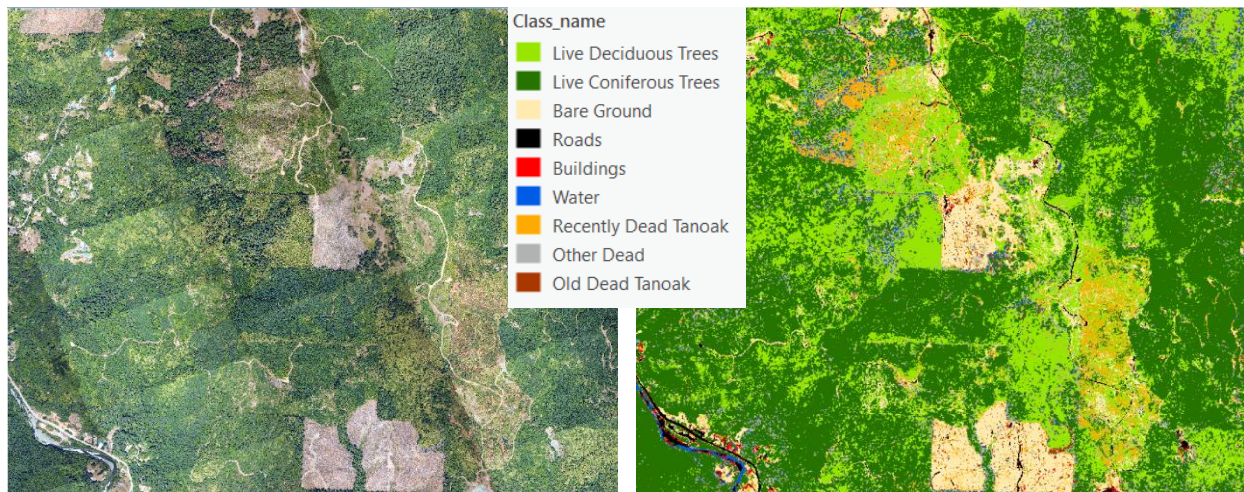 Class_name
Live Deciduous Trees
Live Coniferous Trees
Bare Ground
Roads
Buildings
Water
Recently Dead Tanoak
Other Dead
Old Dead Tanoak